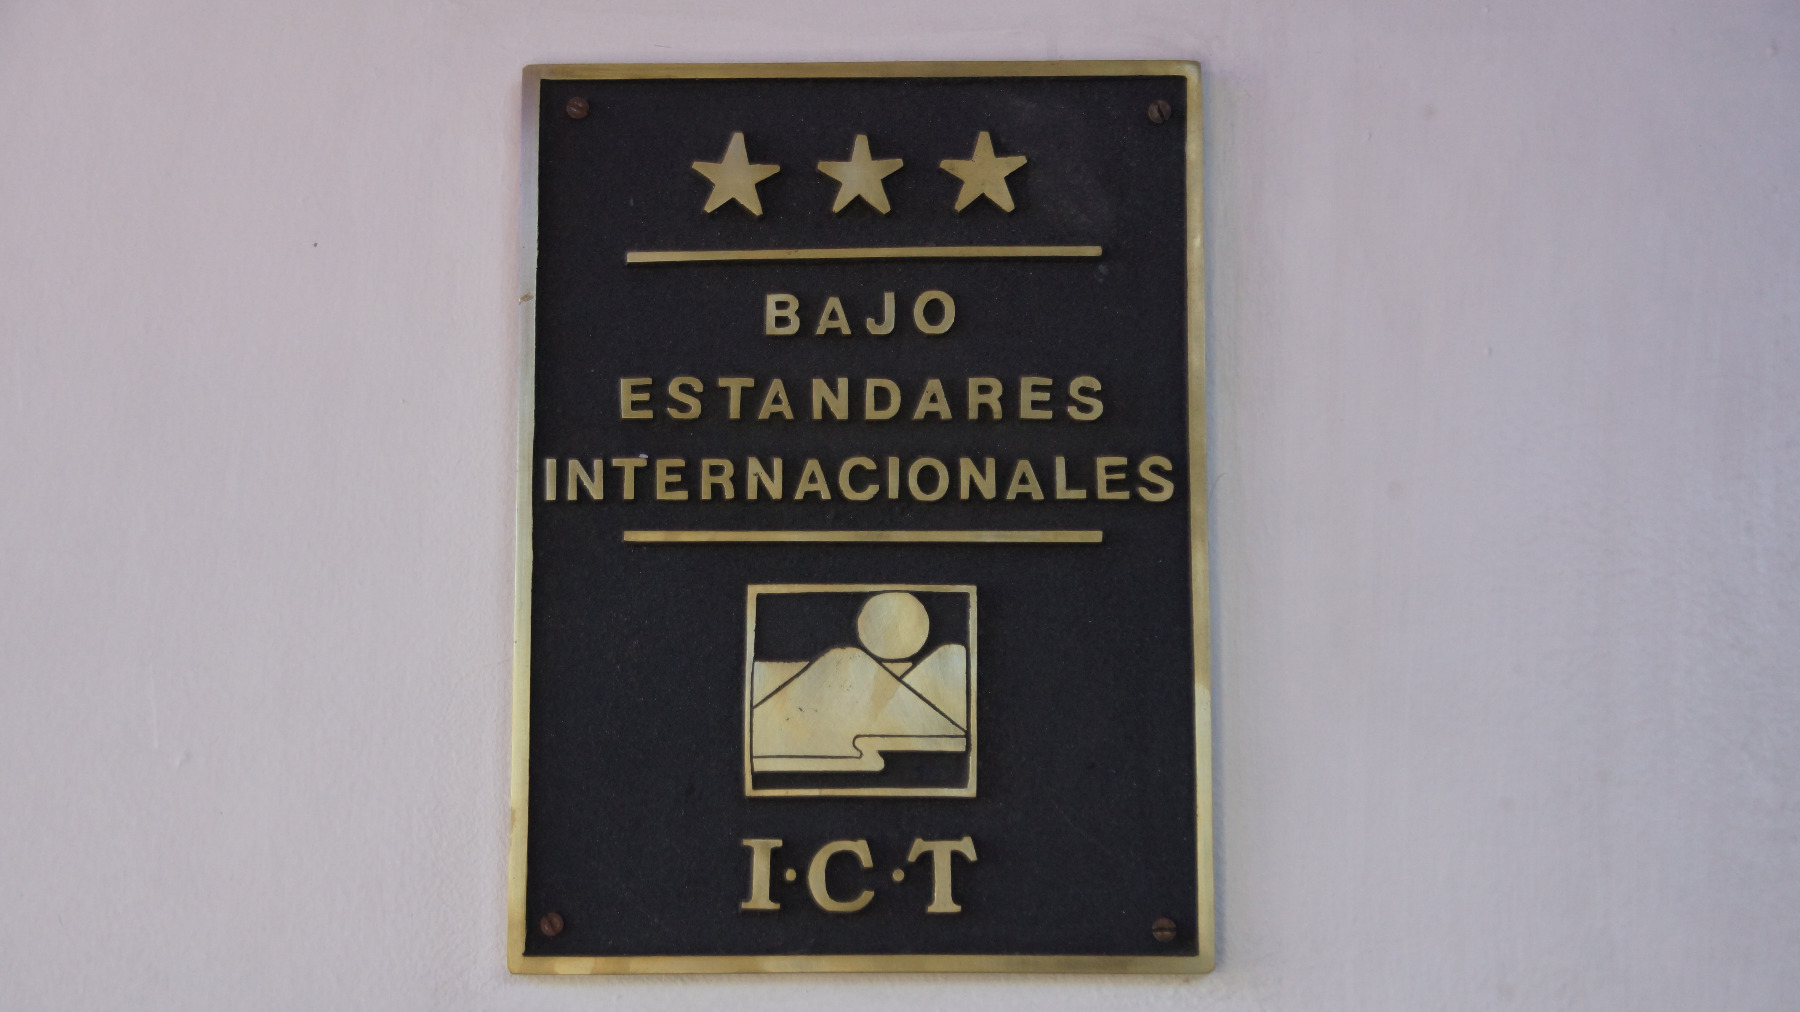 BAJO
ESTANDARES
INTERNACIONALES
I·C·T